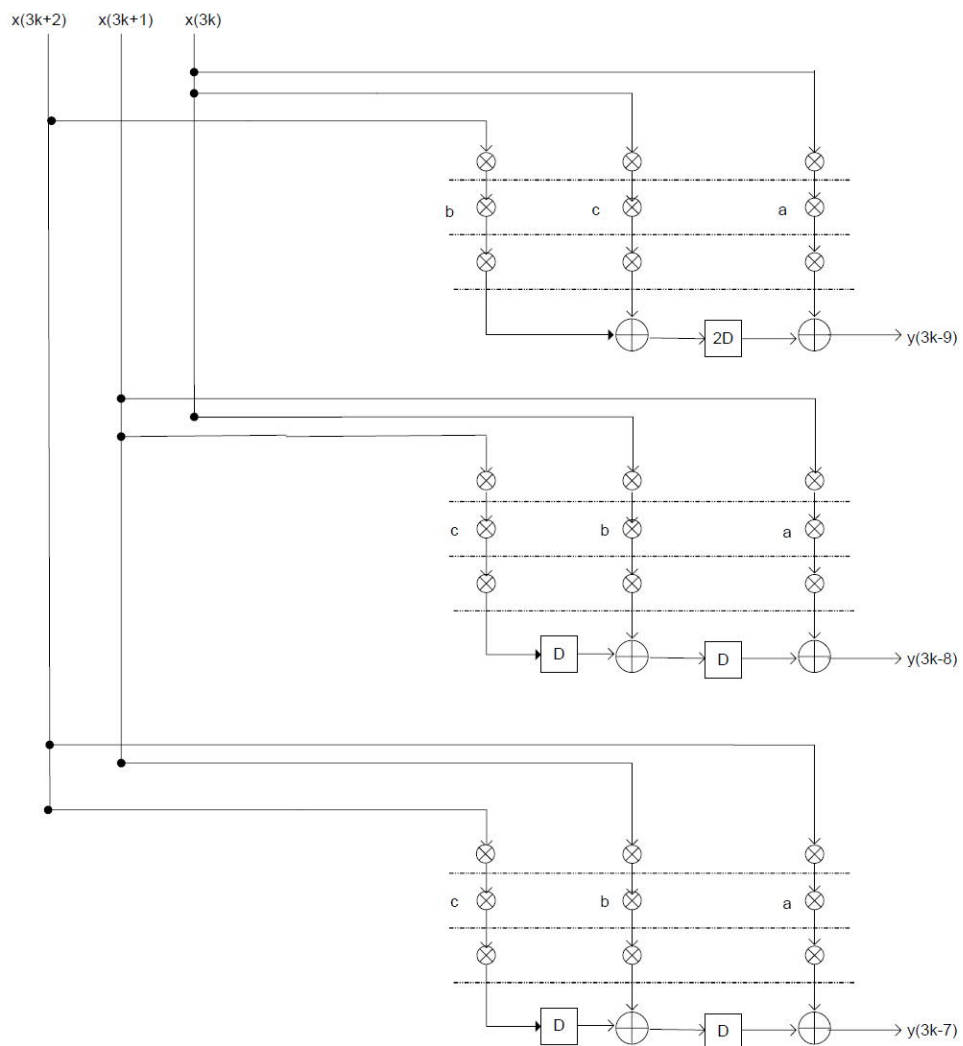 x(3k+2) x(3k+1) x(3k)
b c a
2D y(3k-9)
c b a
D D y(3k-8)
c b a
D D y(3k-7)